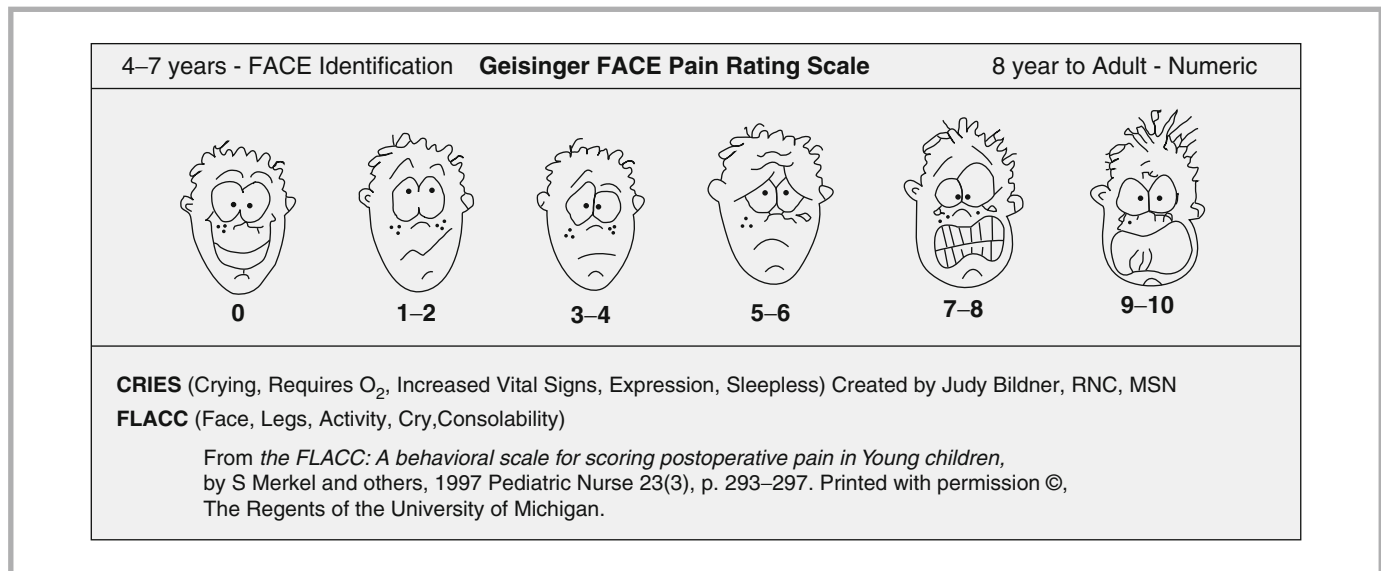 4–7 years - FACE Identification Geisinger FACE Pain Rating Scale 8 year to Adult - Numeric
0 1–2 3–4 5–6 7–8 9–10
CRIES (Crying, Requires O₂, Increased Vital Signs, Expression, Sleepless) Created by Judy Bildner, RNC, MSN
FLACC (Face, Legs, Activity, Cry,Consolability)
From the FLACC: A behavioral scale for scoring postoperative pain in Young children,
by S Merkel and others, 1997 Pediatric Nurse 23(3), p. 293–297. Printed with permission ©,
The Regents of the University of Michigan.